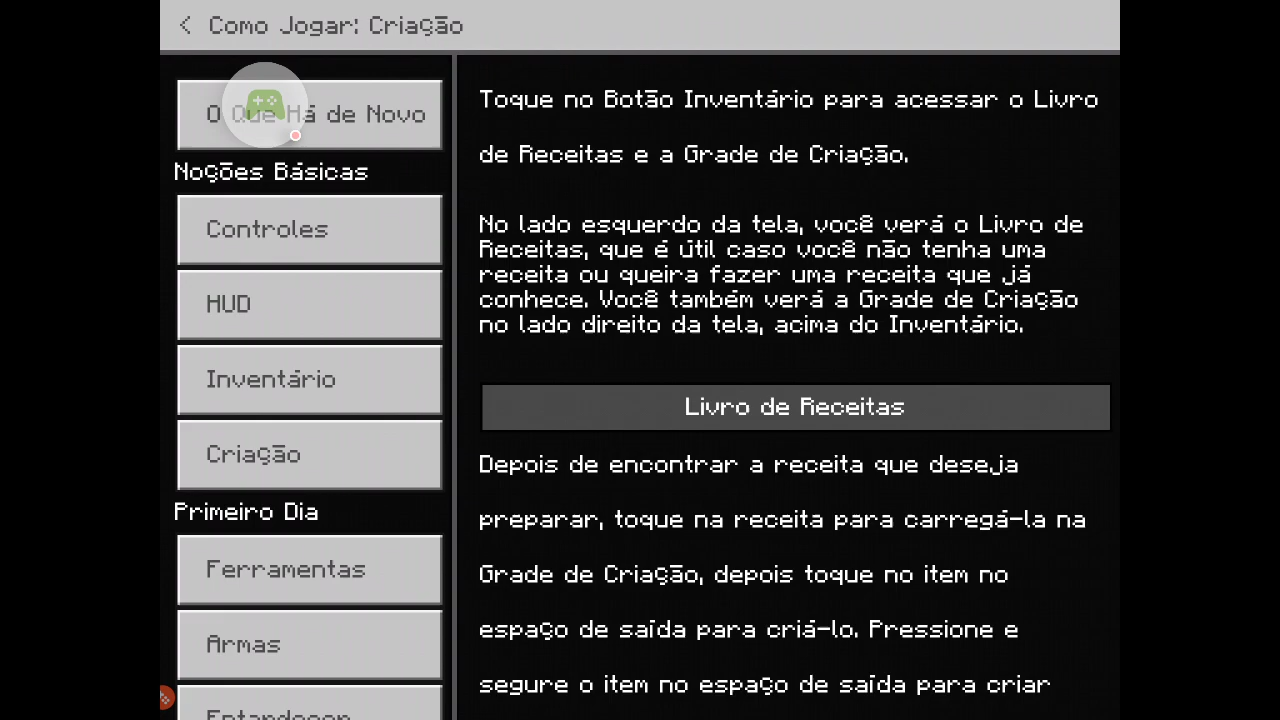 Como Jogar: Criação
O Que Há de Novo
Noções Básicas
Controles
HUD
Inventário
Criação
Primeiro Dia
Ferramentas
Armas
Toque no Botão Inventário para acessar o Livro
de Receitas e a Grade de Criação.
No lado esquerdo da tela, você verá o Livro de
Receitas, que é útil caso você não tenha uma
receita ou queira fazer uma receita que já
conhece. Você também verá a Grade de Criação
no lado direito da tela, acima do Inventário.
Livro de Receitas
Depois de encontrar a receita que deseja
preparar, toque na receita para carregá-la na
Grade de Criação, depois toque no item no
espaço de saída para criá-lo. Pressione e
segure o item no espaço de saída para criar